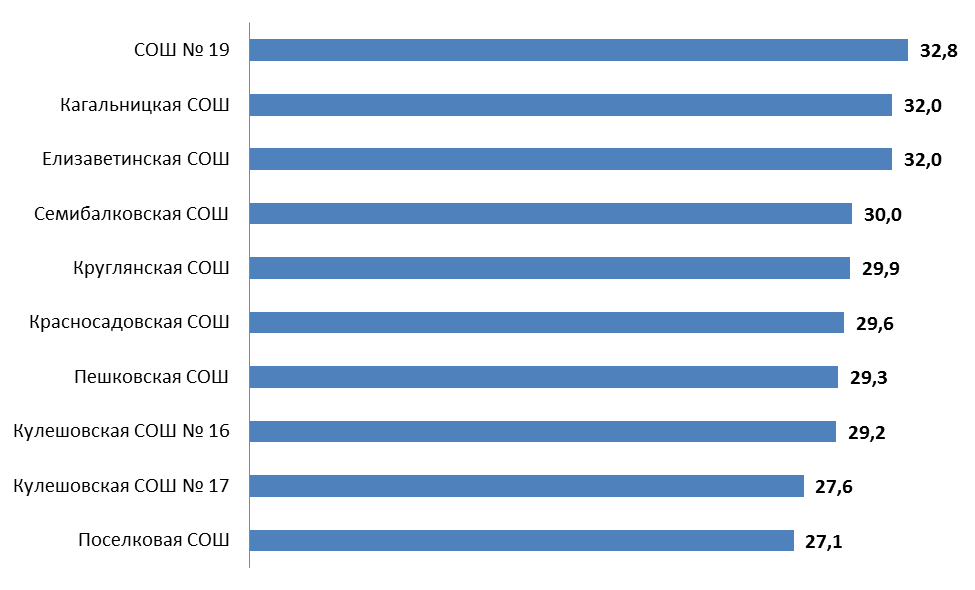 СОШ № 19 32,8
Кагальницкая СОШ 32,0
Елизаветинская СОШ 32,0
Семибалковская СОШ 30,0
Круглянская СОШ 29,9
Красносадовская СОШ 29,6
Пешковская СОШ 29,3
Кулешовская СОШ № 16 29,2
Кулешовская СОШ № 17 27,6
Поселковая СОШ 27,1